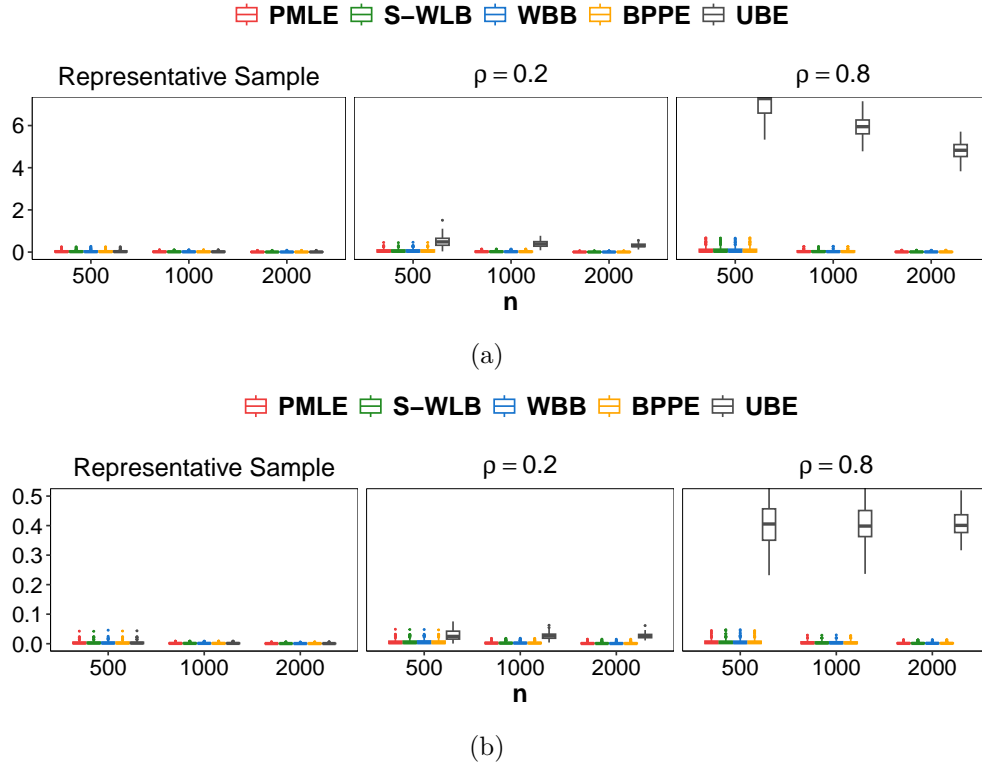 PMLE S−WLB WBB BPPE UBE
Representative Sample ρ = 0.2 ρ = 0.8
6
4
2
0
500 1000 2000 500 1000 2000 500 1000 2000
n
(a)
PMLE S−WLB WBB BPPE UBE
Representative Sample ρ = 0.2 ρ = 0.8
0.5
0.4
0.3
0.2
0.1
0.0
500 1000 2000 500 1000 2000 500 1000 2000
n
(b)